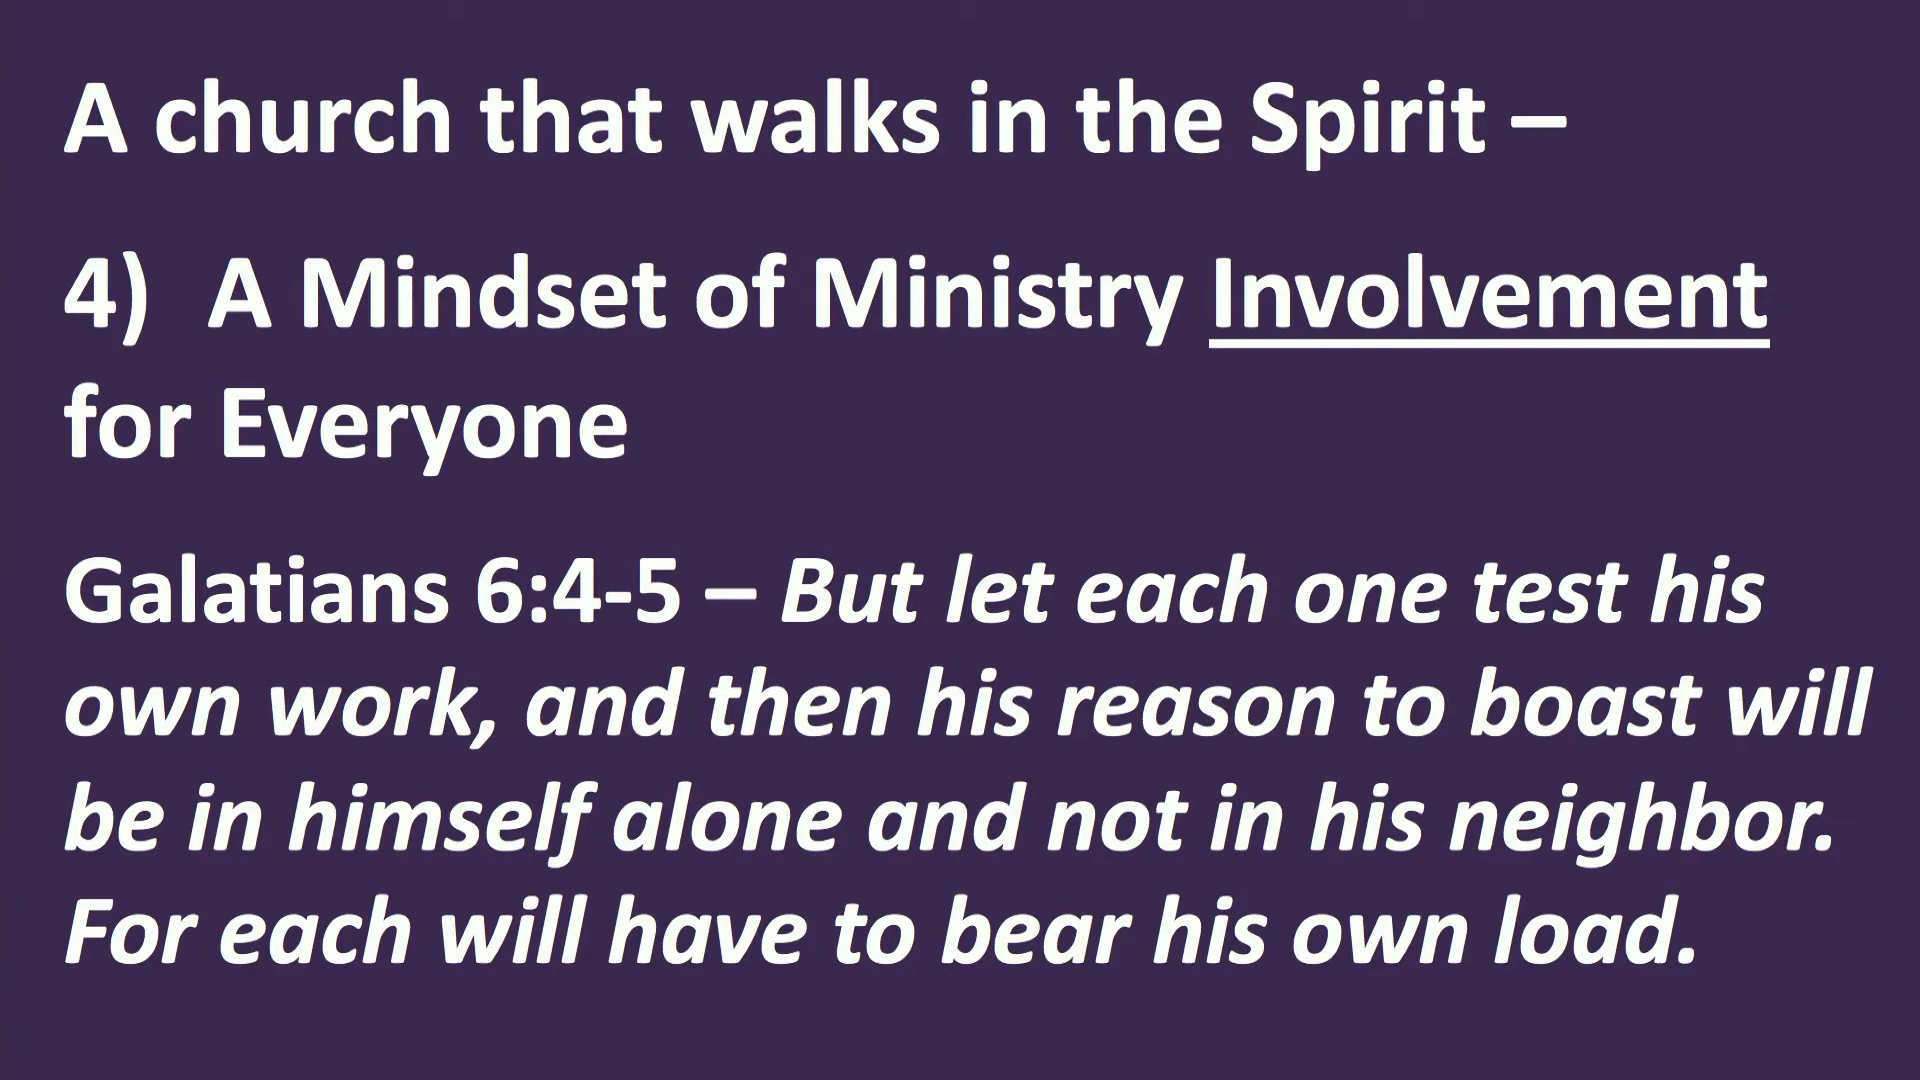 A church that walks in the Spirit –
4) A Mindset of Ministry Involvement
for Everyone
Galatians 6:4-5 – But let each one test his
own work, and then his reason to boast will
be in himself alone and not in his neighbor.
For each will have to bear his own load.